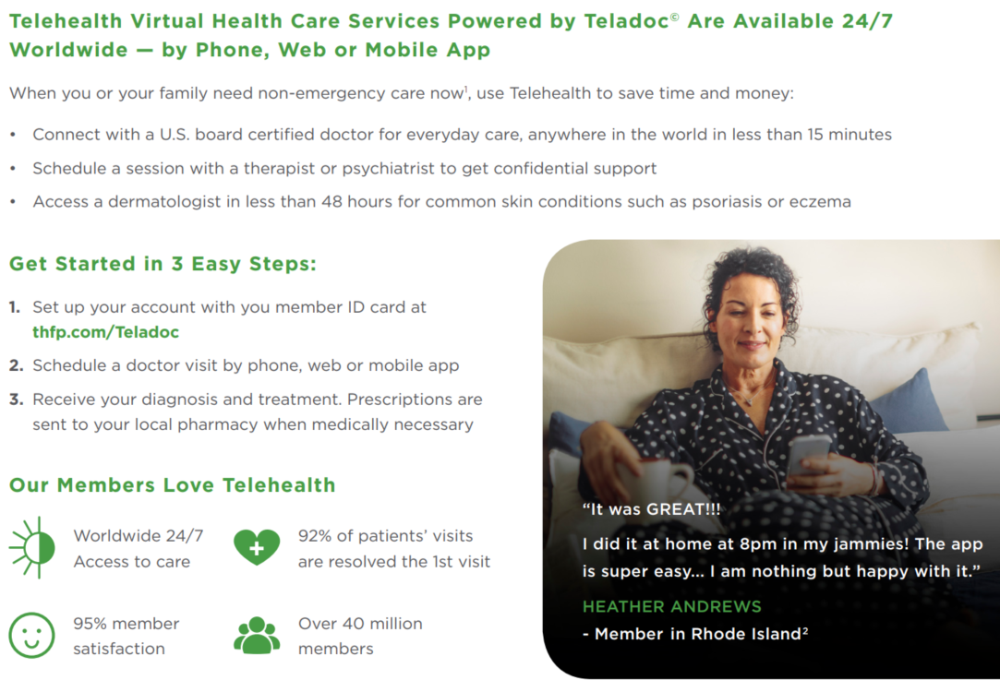 Telehealth Virtual Health Care Services Powered by Teladoc© Are Available 24/7
Worldwide — by Phone, Web or Mobile App
When you or your family need non-emergency care now¹, use Telehealth to save time and money:
• Connect with a U.S. board certified doctor for everyday care, anywhere in the world in less than 15 minutes
• Schedule a session with a therapist or psychiatrist to get confidential support
• Access a dermatologist in less than 48 hours for common skin conditions such as psoriasis or eczema
Get Started in 3 Easy Steps:
1. Set up your account with you member ID card at
thfp.com/Teladoc
2. Schedule a doctor visit by phone, web or mobile app
3. Receive your diagnosis and treatment. Prescriptions are
sent to your local pharmacy when medically necessary
Our Members Love Telehealth
Worldwide 24/7
Access to care
92% of patients’ visits
are resolved the 1st visit
95% member
satisfaction
Over 40 million
members
“It was GREAT!!!
I did it at home at 8pm in my jammies! The app
is super easy... I am nothing but happy with it.”
HEATHER ANDREWS
- Member in Rhode Island²